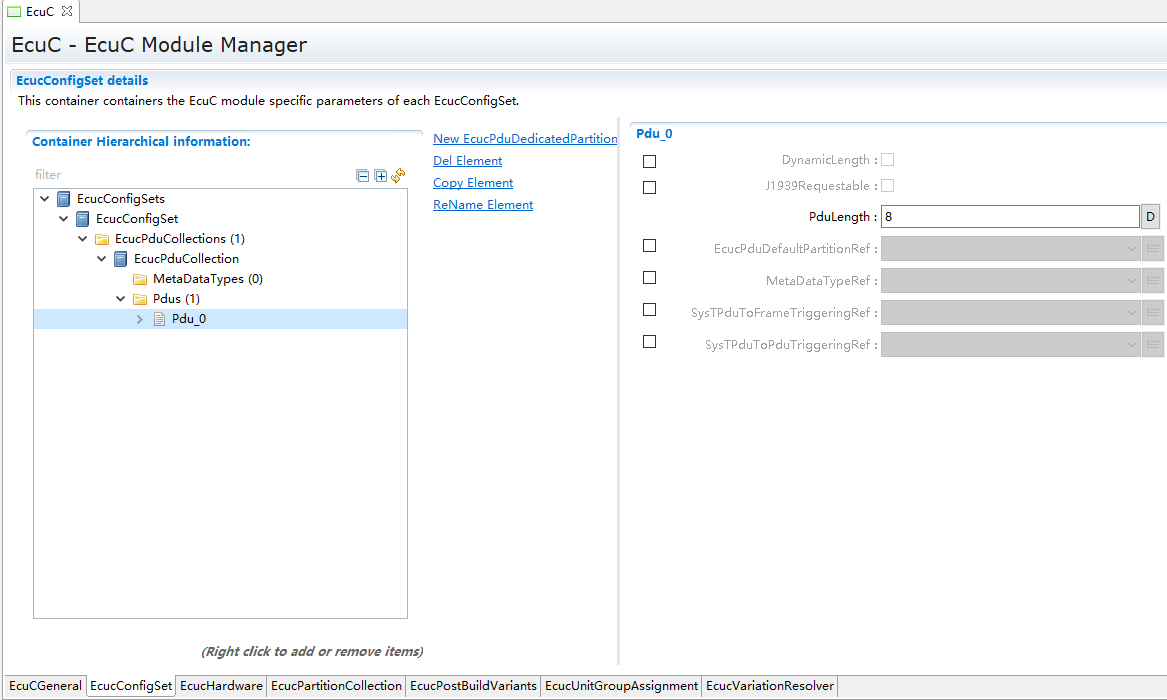 EcuC
EcuC - EcuC Module Manager
EcucConfigSet details
This container containers the EcuC module specific parameters of each EcucConfigSet.
Container Hierarchical information:
filter
EcucConfigSets
EcucConfigSet
EcucPduCollections (1)
EcucPduCollection
MetaDataTypes (0)
Pdus (1)
Pdu_0
(Right click to add or remove items)
New EcucPduDedicatedPartition
Del Element
Copy Element
ReName Element
Pdu_0
DynamicLength :
J1939Requestable :
PduLength : 8 D
EcucPduDefaultPartitionRef :
MetaDataTypeRef :
SysTPduToFrameTriggeringRef :
SysTPduToPduTriggeringRef :
EcuCGeneral EcucConfigSet EcucHardware EcucPartitionCollection EcucPostBuildVariants EcucUnitGroupAssignment EcucVariationResolver